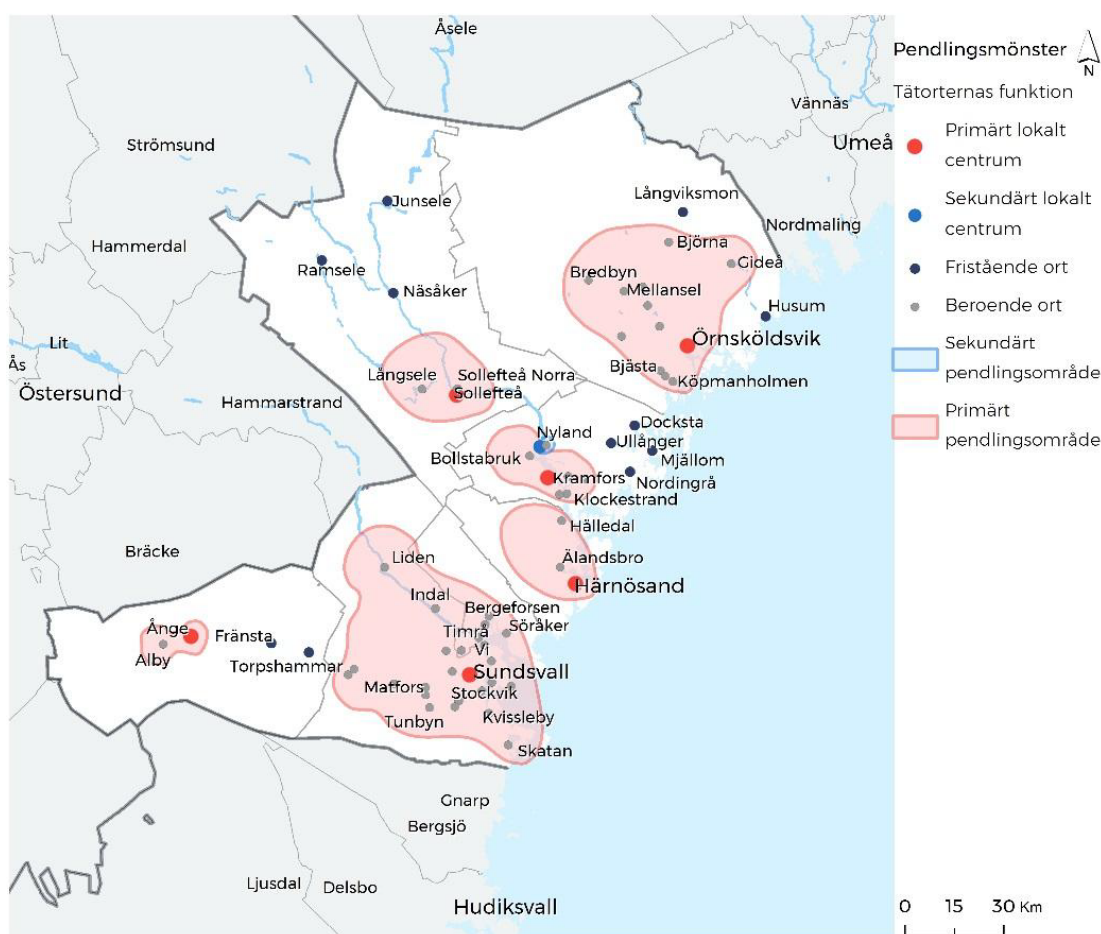 Åsele
Vännäs
Umeå
Strömsund
Långviksmon
Junsele
Nordmaling
Hammerdal
Björna
Gideå
Ramsele
Bredbyn
Näsåker
Mellansel
Husum
Lit
Ås
Örnsköldsvik
Långsele
Sollefteå Norra
Bjästa
Köpmanholmen
Östersund
Sollefteå
Hammarstrand
Docksta
Nyland
Ullånger
Bollstabruk
Mjällom
Kramfors
Nordingrå
Klockestrand
Hälledal
Bräcke
Liden
Älandsbro
Härnösand
Indal
Bergeforsen
Söråker
Ånge
Fränsta
Timrå
Vi
Alby
Torpshammar
Sundsvall
Matfors
Stockvik
Tunbyn
Kvissleby
Skatan
Gnarp
Bergsjö
Ljusdal
Delsbo
Hudiksvall
Pendlingsmönster
N
Tätorternas funktion
Primärt lokalt
centrum
Sekundärt lokalt
centrum
Fristående ort
Beroende ort
Sekundärt
pendlingsområde
Primärt
pendlingsområde
0 15 30 Km